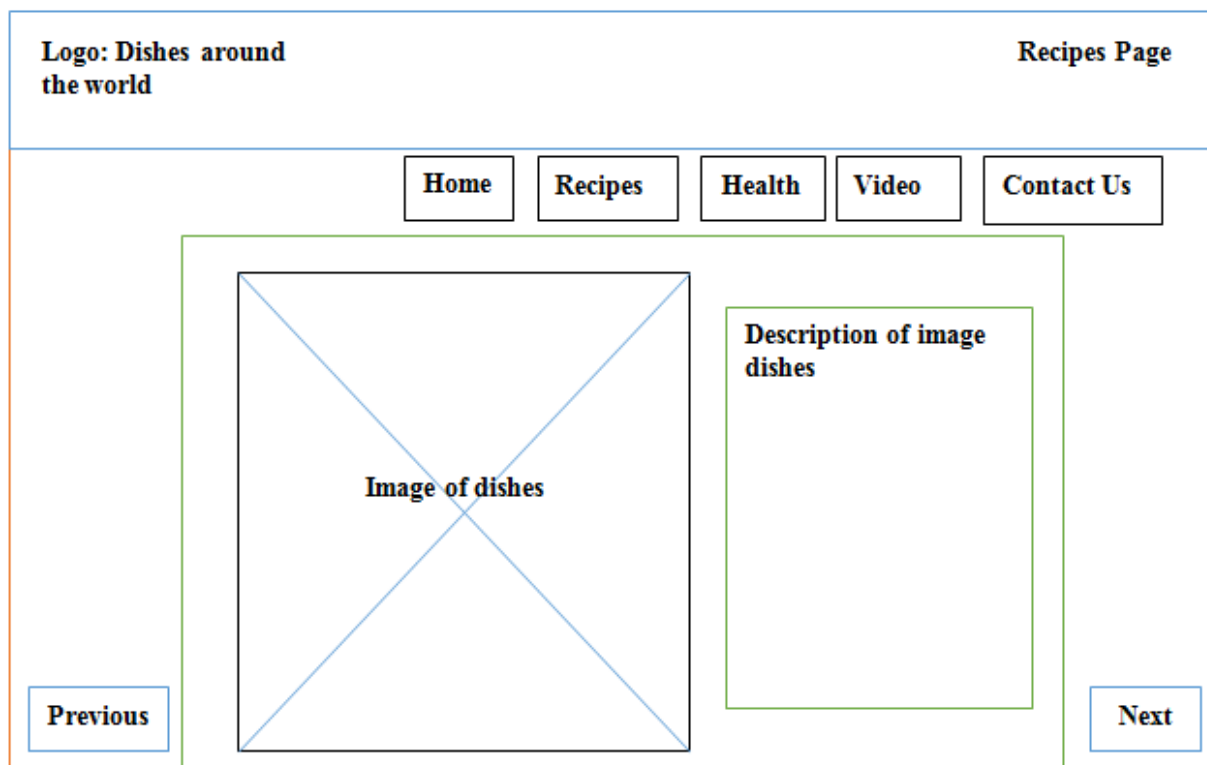 Logo: Dishes around
the world
Recipes Page
Home
Recipes
Health
Video
Contact Us
Description of image
dishes
Image of dishes
Previous
Next